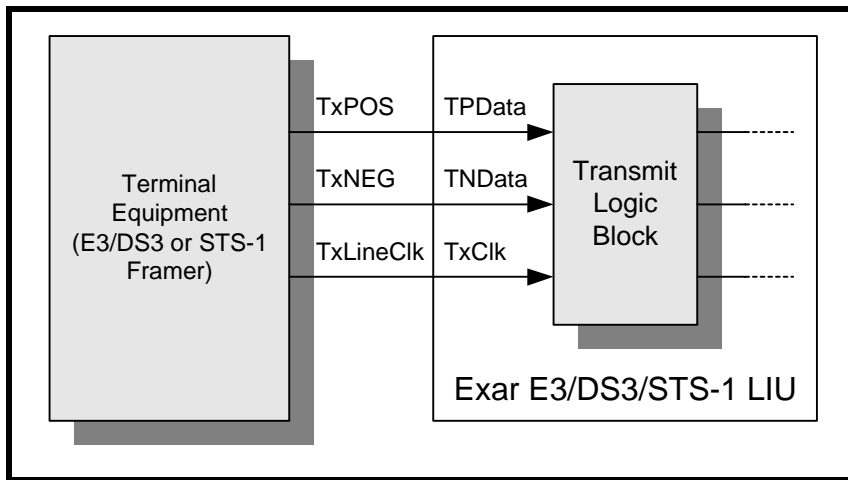 Terminal
Equipment
(E3/DS3 or STS-1
Framer)
TxPOS
TPData
TxNEG
TNData
TxLineClk
TxClk
Transmit
Logic
Block
Exar E3/DS3/STS-1 LIU